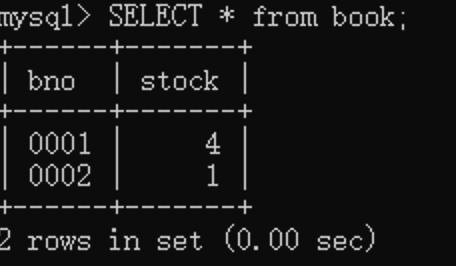 mysql> SELECT * from book;
+------+-------+
| bno  | stock |
+------+-------+
| 0001 |     4 |
| 0002 |     1 |
+------+-------+
2 rows in set (0.00 sec)